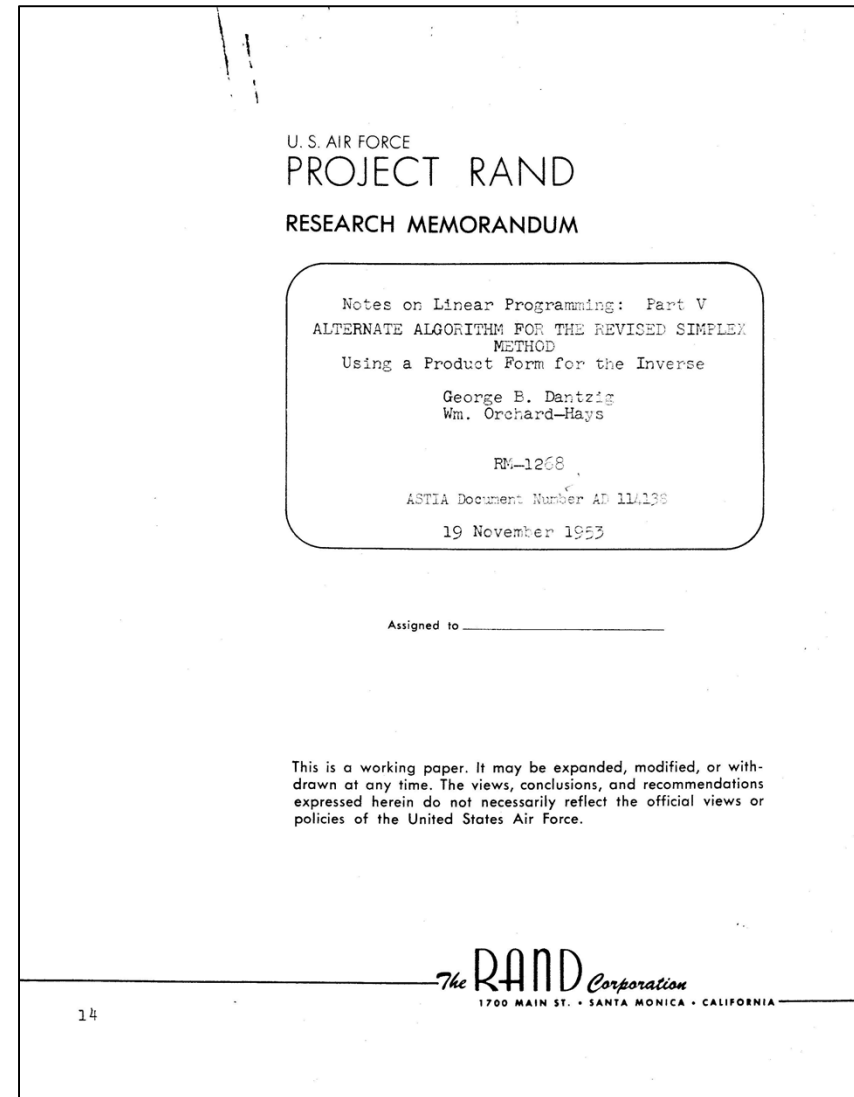 U. S. AIR FORCE
PROJECT RAND
RESEARCH MEMORANDUM
Notes on Linear Programming: Part V
ALTERNATE ALGORITHM FOR THE REVISED SIMPLEX
METHOD
Using a Product Form for the Inverse
George B. Dantzig
Wm. Orchard-Hays
RM-1268
ASTIA Document Number AD 114136
19 November 1953
Assigned to
This is a working paper. It may be expanded, modified, or with-
drawn at any time. The views, conclusions, and recommendations
expressed herein do not necessarily reflect the official views or
policies of the United States Air Force.
The RAND Corporation
1700 MAIN ST. • SANTA MONICA • CALIFORNIA
14